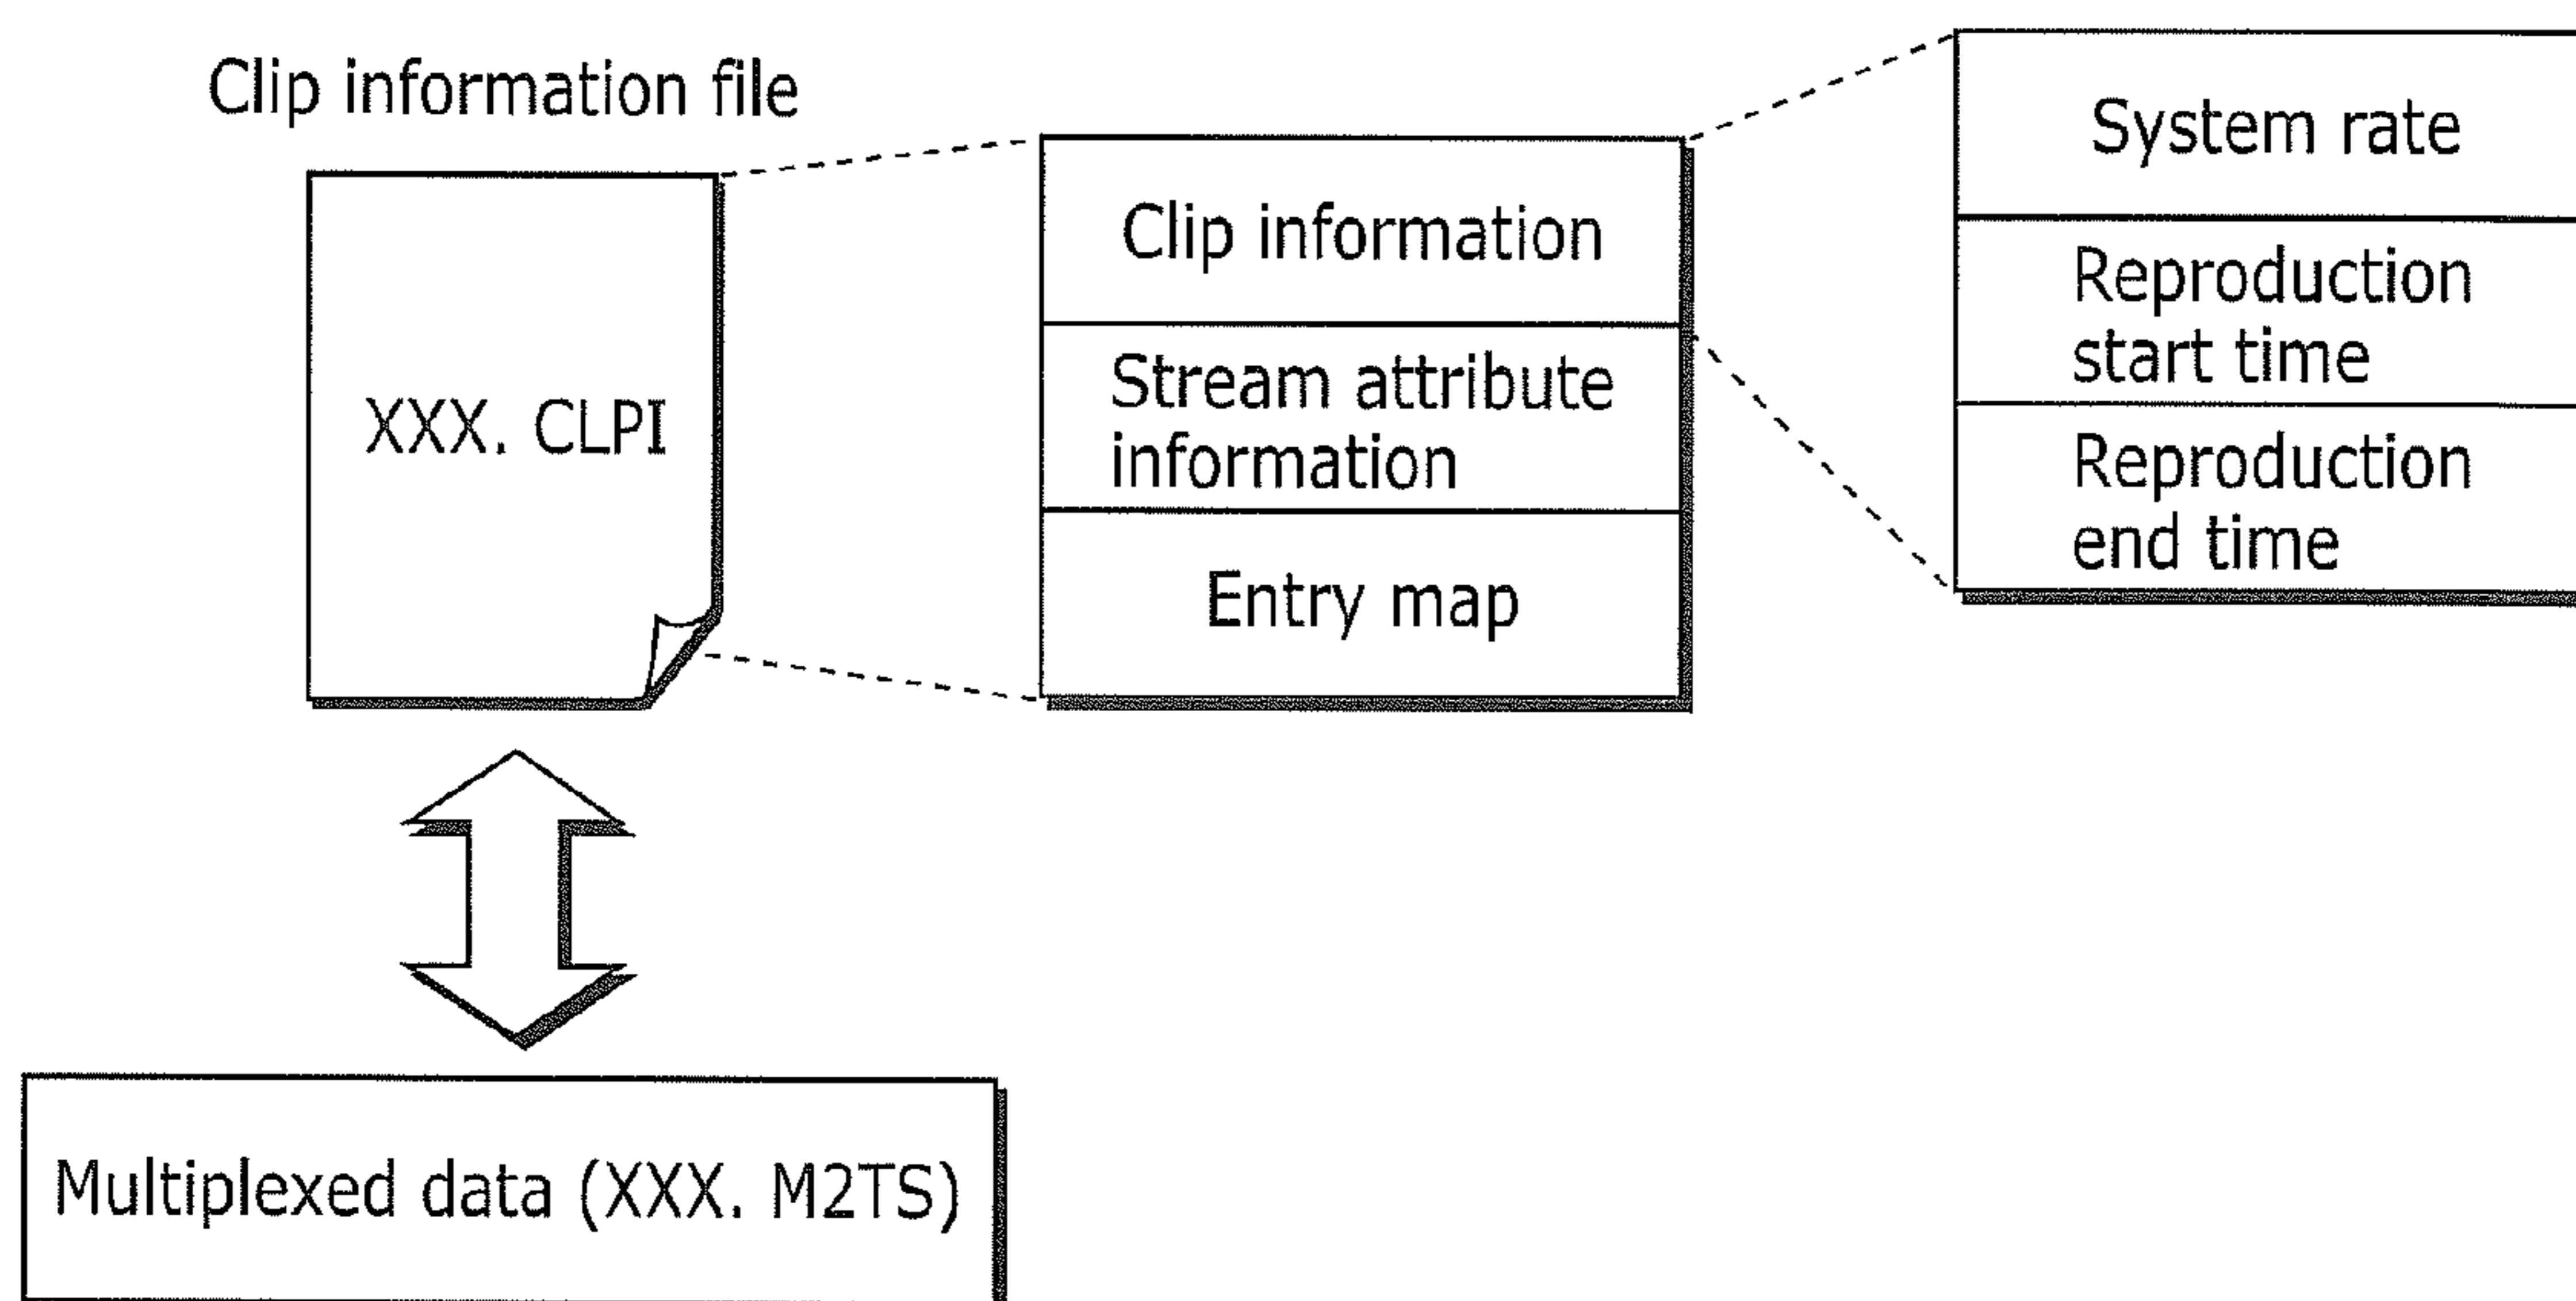 Clip information file
XXX. CLPI
Clip information
Stream attribute
information
Entry map
System rate
Reproduction
start time
Reproduction
end time
Multiplexed data (XXX. M2TS)